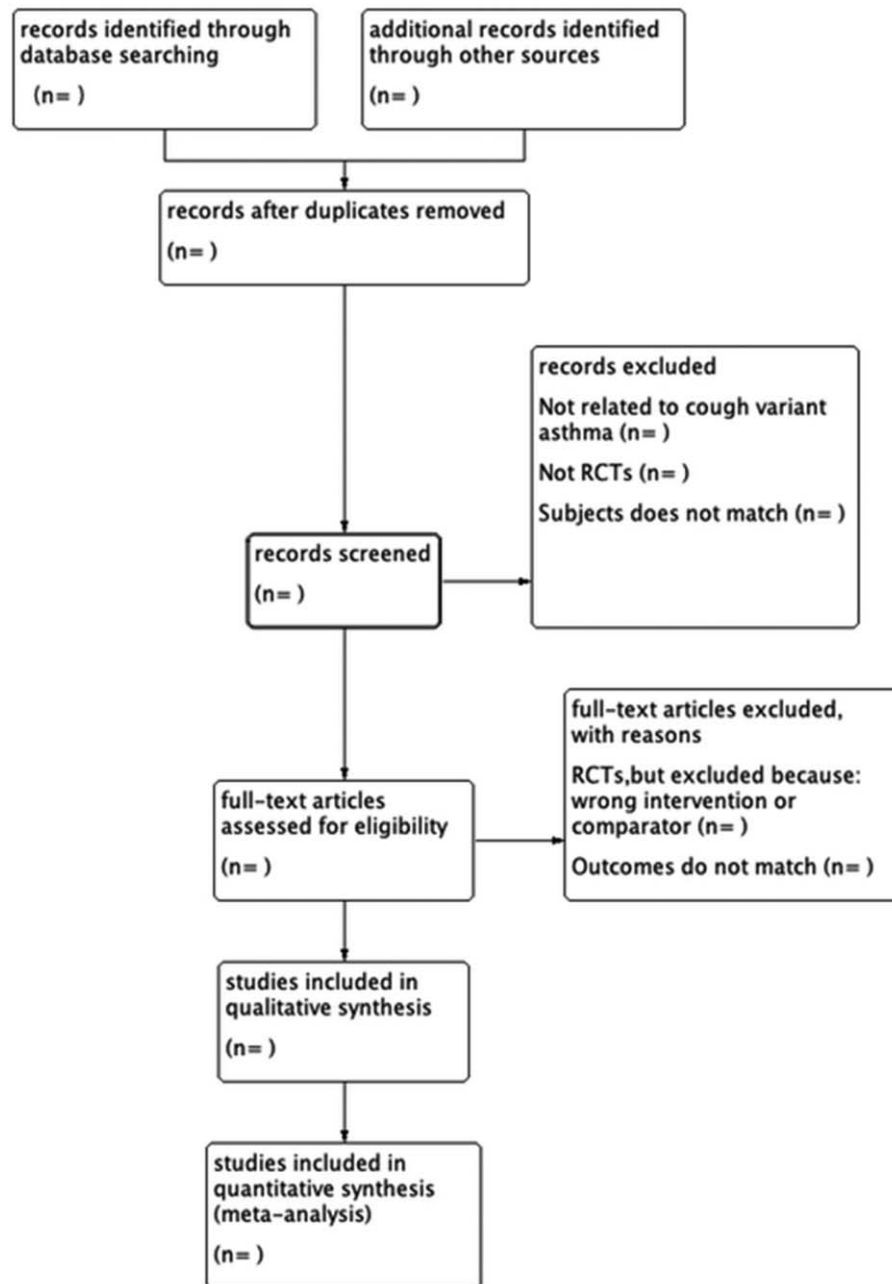 records identified through
database searching
(n= )
additional records identified
through other sources
(n= )
records after duplicates removed
(n= )
records excluded
Not related to cough variant
asthma (n= )
Not RCTs (n= )
Subjects does not match (n= )
records screened
(n= )
full-text articles excluded,
with reasons
RCTs,but excluded because:
wrong intervention or
comparator (n= )
Outcomes do not match (n= )
full-text articles
assessed for eligibility
(n= )
studies included in
qualitative synthesis
(n= )
studies included in
quantitative synthesis
(meta-analysis)
(n= )